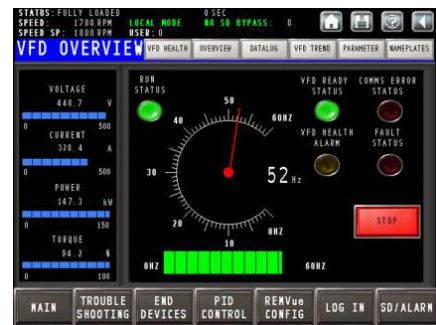 STATUS: FULLY LOADED 0 SEC
SPEED: 1788 RPM LOCAL MODE SD BYPASS: 0
SPEED SP: 1800 RPM USER: 0
VFD OVERVIEW VFD HEALTH OVERVIEW DATALOG VFD TREND PARAMETER NAMEPLATES
VOLTAGE
448.7 V
0 500
CURRENT
328.4 A
0 500
POWER
147.3 kW
0 150
TORQUE
94.2
0 100
RUN
STATUS
VFD READY
STATUS
COMMS ERROR
STATUS
VFD HEALTH
ALARM
FAULT
STATUS
50
40 60HZ
30 52 Hz
20 0HZ
10
0HZ 60HZ
STOP
MAIN
TROUBLE
SHOOTING
END
DEVICES
PID
CONTROL
REMVue
CONFIG
LOG IN
SD/ALARM